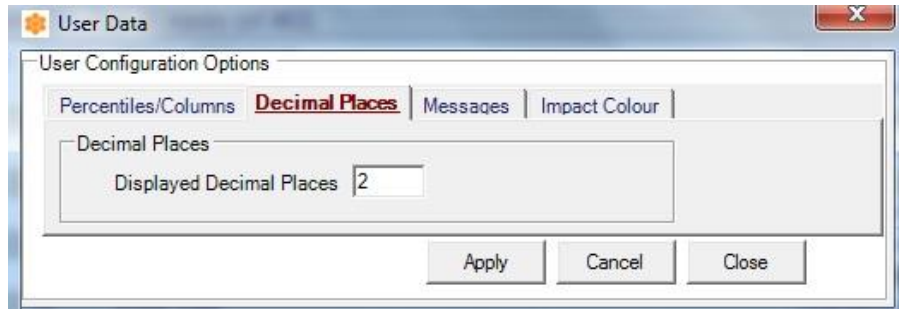 User Data
User Configuration Options
Percentiles/Columns Decimal Places Messages Impact Colour
Decimal Places
Displayed Decimal Places 2
Apply Cancel Close